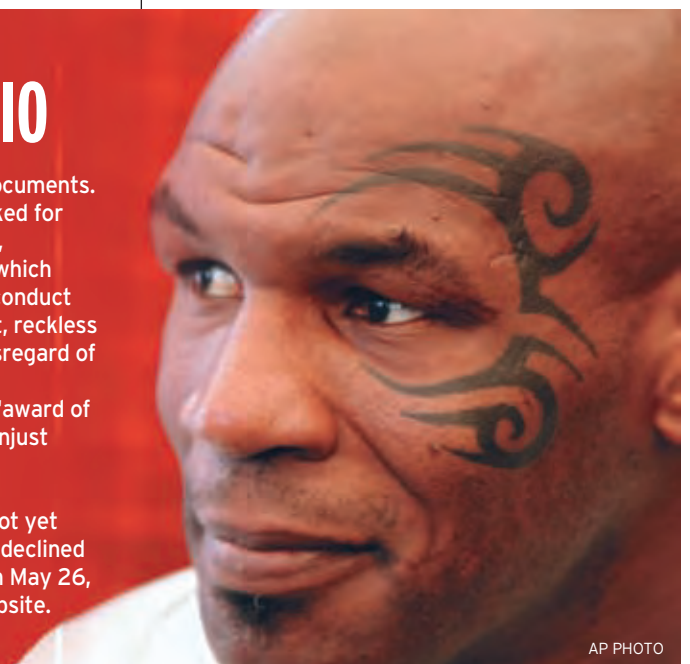 IO
ocuments.
ked for
,
which
onduct
t, reckless
sregard of
"award of
njust
ot yet
declined
n May 26,
bsite.
AP PHOTO